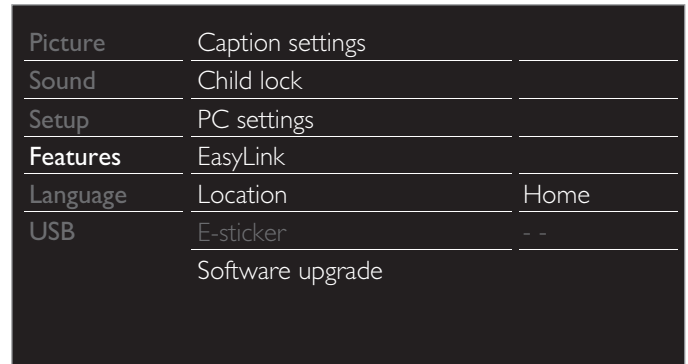 Picture Caption settings
Sound Child lock
Setup PC settings
Features EasyLink
Language Location Home
USB E-sticker - -
Software upgrade